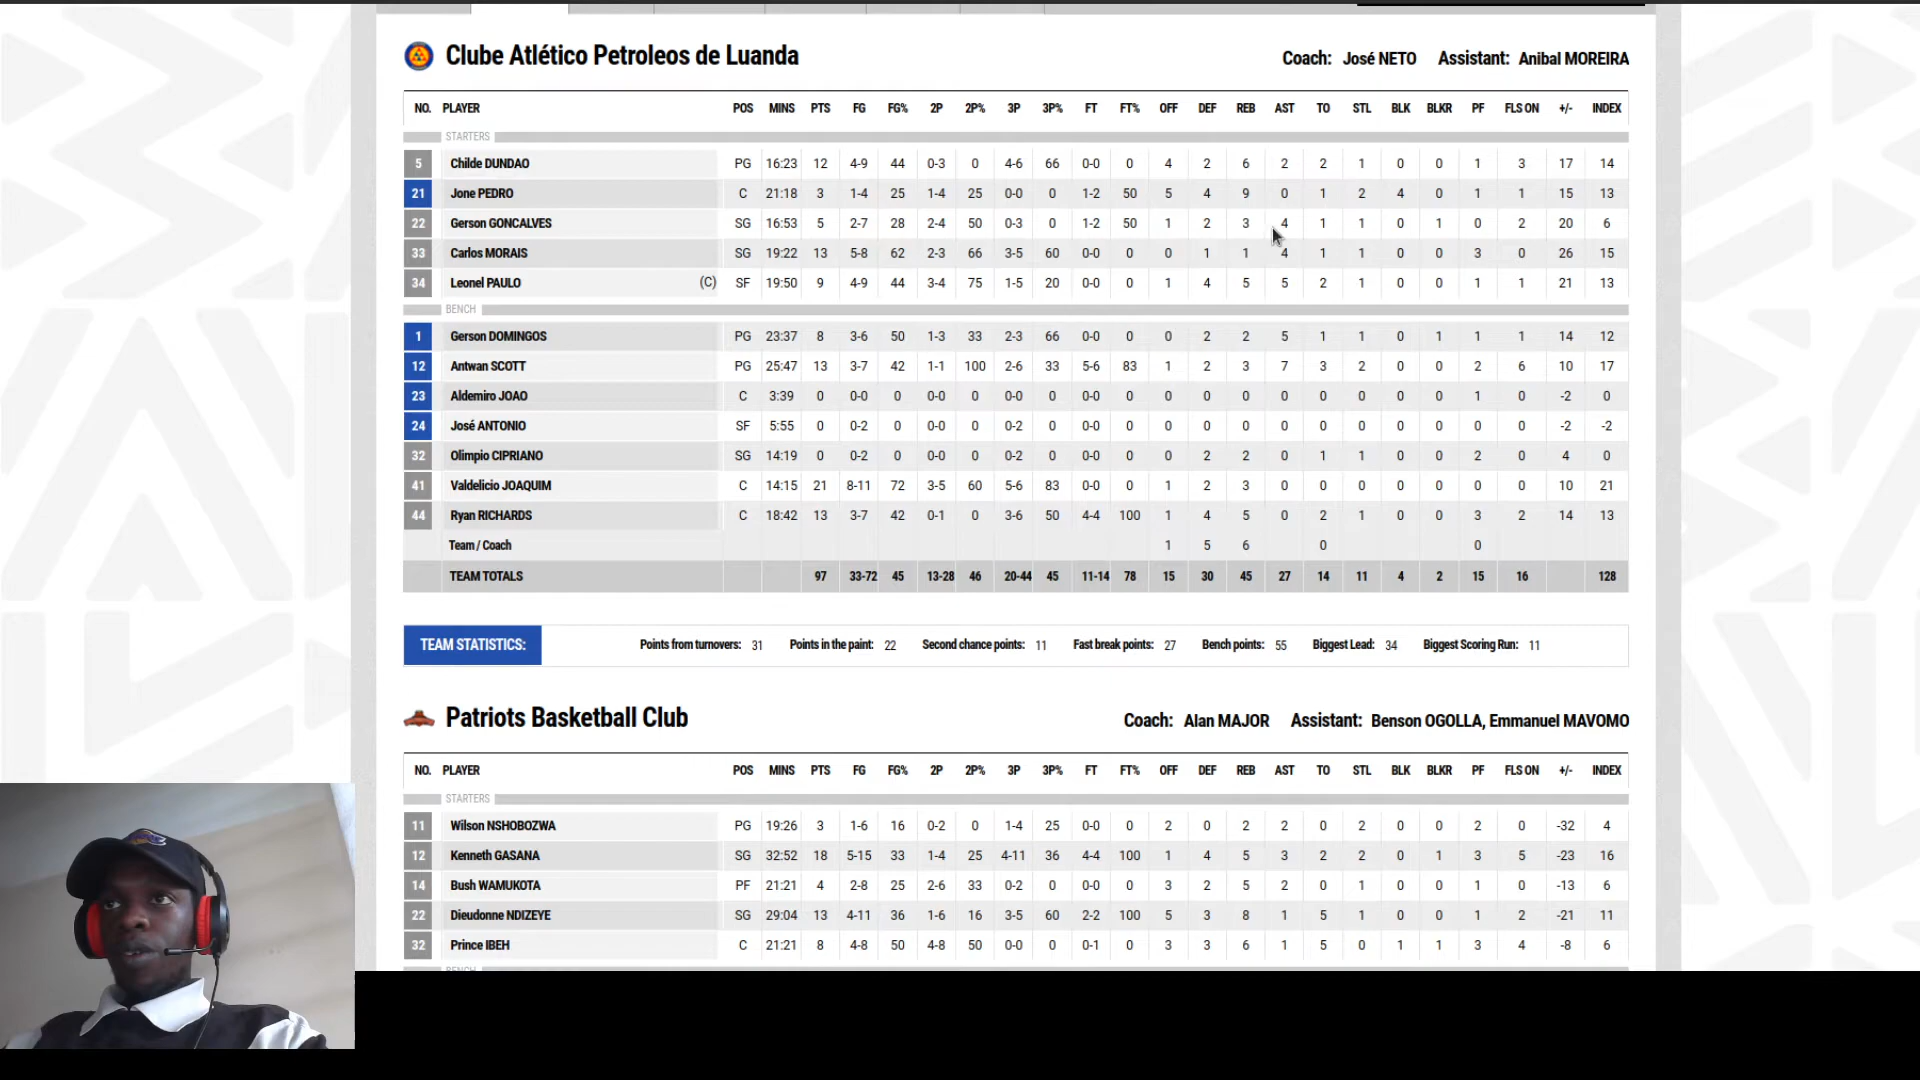 Clube Atlético Petroleos de Luanda Coach: José NETO Assistant: Anibal MOREIRA
NO. PLAYER POS MINS PTS FG FG% 2P 2P% 3P 3P% FT FT% OFF DEF REB AST TO STL BLK BLKR PF FLS ON +/- INDEX
STARTERS
5 Childe DUNDAO PG 16:23 12 4-9 44 0-3 0 4-6 66 0-0 0 4 2 6 2 2 1 0 0 1 3 17 14
21 Jone PEDRO C 21:18 3 1-4 25 1-4 25 0-0 0 1-2 50 5 4 9 0 1 2 4 0 1 1 15 13
22 Gerson GONCALVES SG 16:53 5 2-7 28 2-4 50 0-3 0 1-2 50 1 2 3 4 1 1 0 1 0 2 20 6
33 Carlos MORAIS SG 19:22 13 5-8 62 2-3 66 3-5 60 0-0 0 0 1 1 4 1 1 0 0 3 0 26 15
34 Leonel PAULO (C) SF 19:50 9 4-9 44 3-4 75 1-5 20 0-0 0 1 4 5 5 2 1 0 0 1 1 21 13
BENCH
1 Gerson DOMINGOS PG 23:37 8 3-6 50 1-3 33 2-3 66 0-0 0 0 2 2 5 1 1 0 1 1 1 14 12
12 Antwan SCOTT PG 25:47 13 3-7 42 1-1 100 2-6 33 5-6 83 1 2 3 7 3 2 0 0 2 6 10 17
23 Aldemiro JOAO C 3:39 0 0-0 0 0-0 0 0-0 0 0-0 0 0 0 0 0 0 0 0 0 1 0 -2 0
24 José ANTONIO SF 5:55 0 0-2 0 0-0 0 0-2 0 0-0 0 0 0 0 0 0 0 0 0 0 0 -2 -2
32 Olimpio CIPRIANO SG 14:19 0 0-2 0 0-0 0 0-2 0 0-0 0 0 2 2 0 1 1 0 0 2 0 4 0
41 Valdelicio JOAQUIM C 14:15 21 8-11 72 3-5 60 5-6 83 0-0 0 1 2 3 0 0 0 0 0 0 0 10 21
44 Ryan RICHARDS C 18:42 13 3-7 42 0-1 0 3-6 50 4-4 100 1 4 5 0 2 1 0 0 3 2 14 13
Team / Coach 1 5 6 0 0
TEAM TOTALS 97 33-72 45 13-28 46 20-44 45 11-14 78 15 30 45 27 14 11 4 2 15 16 128
TEAM STATISTICS: Points from turnovers: 31 Points in the paint: 22 Second chance points: 11 Fast break points: 27 Bench points: 55 Biggest Lead: 34 Biggest Scoring Run: 11
Patriots Basketball Club Coach: Alan MAJOR Assistant: Benson OGOLLA, Emmanuel MAVOMO
NO. PLAYER POS MINS PTS FG FG% 2P 2P% 3P 3P% FT FT% OFF DEF REB AST TO STL BLK BLKR PF FLS ON +/- INDEX
STARTERS
11 Wilson NSHOBOZWA PG 19:26 3 1-6 16 0-2 0 1-4 25 0-0 0 2 0 2 2 0 2 0 0 2 0 -32 4
12 Kenneth GASANA SG 32:52 18 5-15 33 1-4 25 4-11 36 4-4 100 1 4 5 3 2 2 0 1 3 5 -23 16
14 Bush WAMUKOTA PF 21:21 4 2-8 25 2-6 33 0-2 0 0-0 0 3 2 5 2 0 1 0 0 1 0 -13 6
22 Dieudonne NDIZEYE SG 29:04 13 4-11 36 1-6 16 3-5 60 2-2 100 5 3 8 1 5 1 0 0 1 2 -21 11
32 Prince IBEH C 21:21 8 4-8 50 4-8 50 0-0 0 0-1 0 3 3 6 1 5 0 1 1 3 4 -8 6